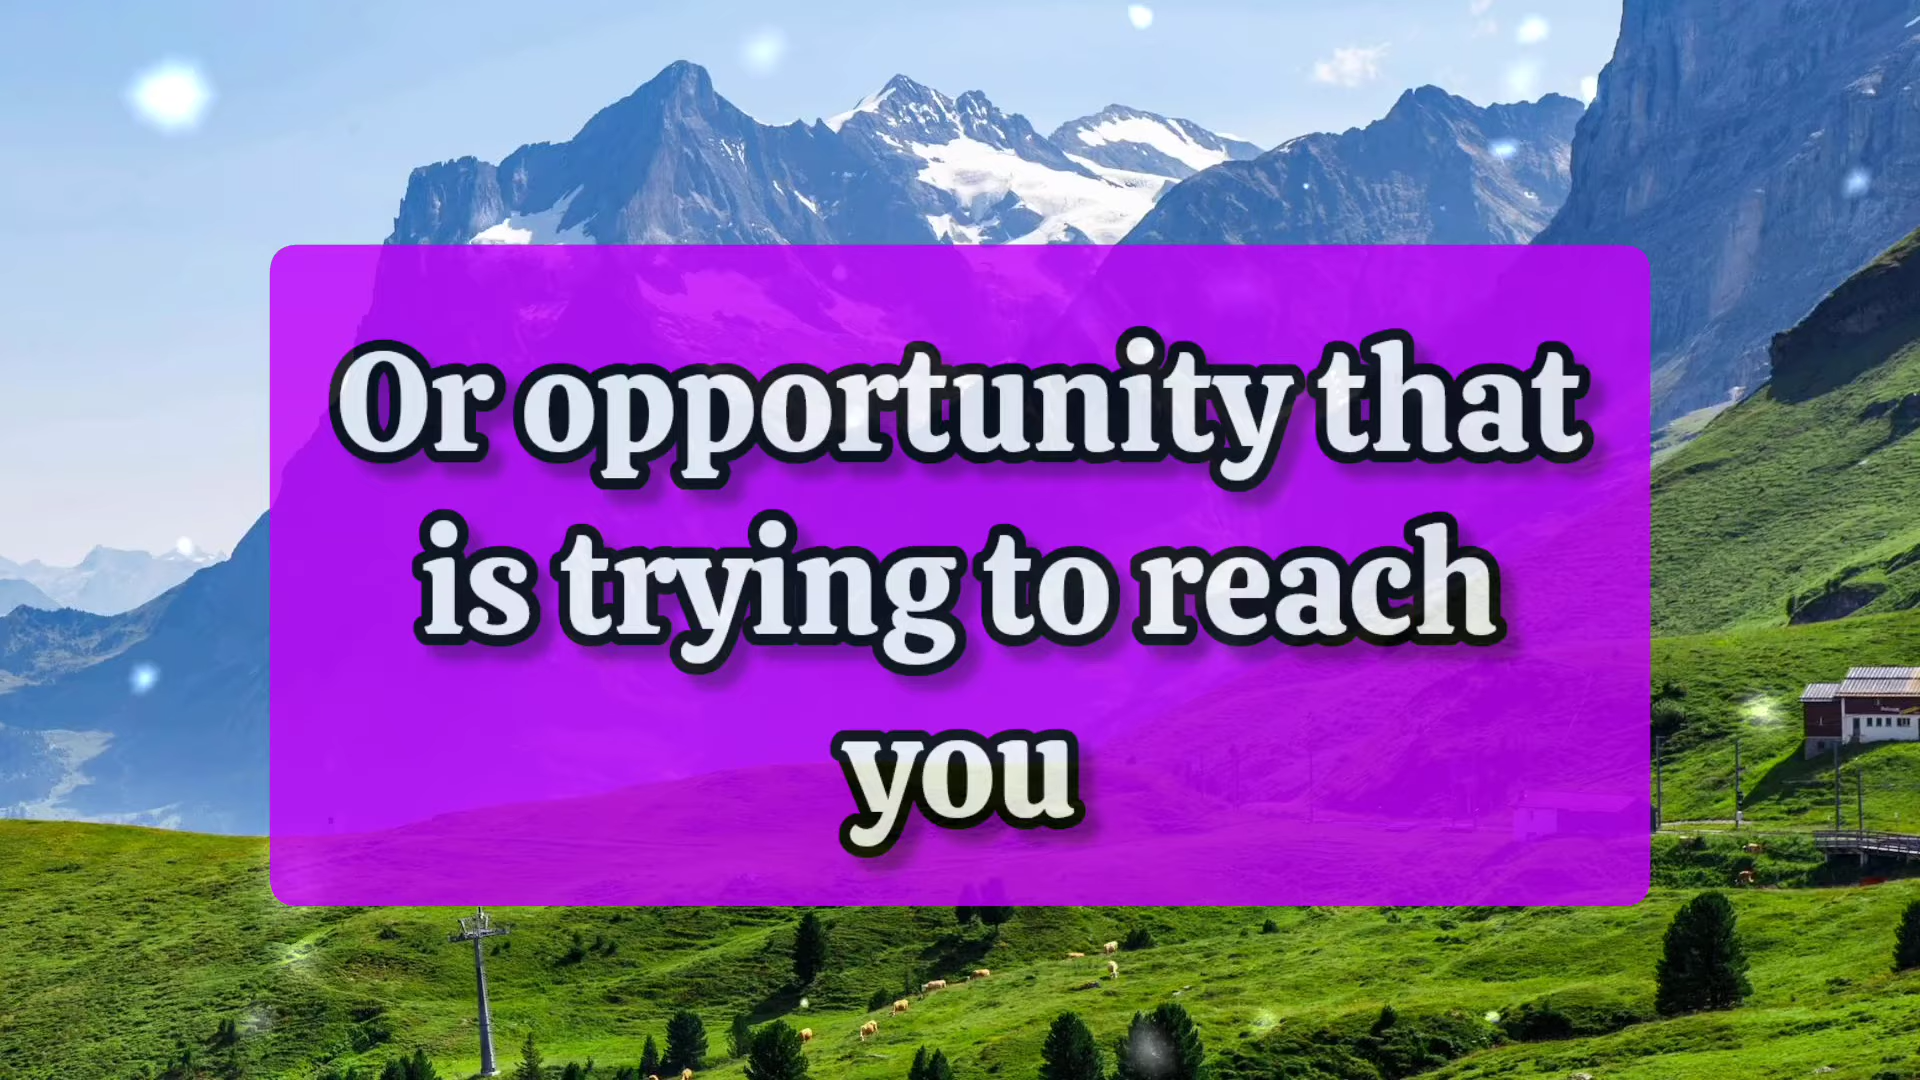 Or opportunity that
is trying to reach
you